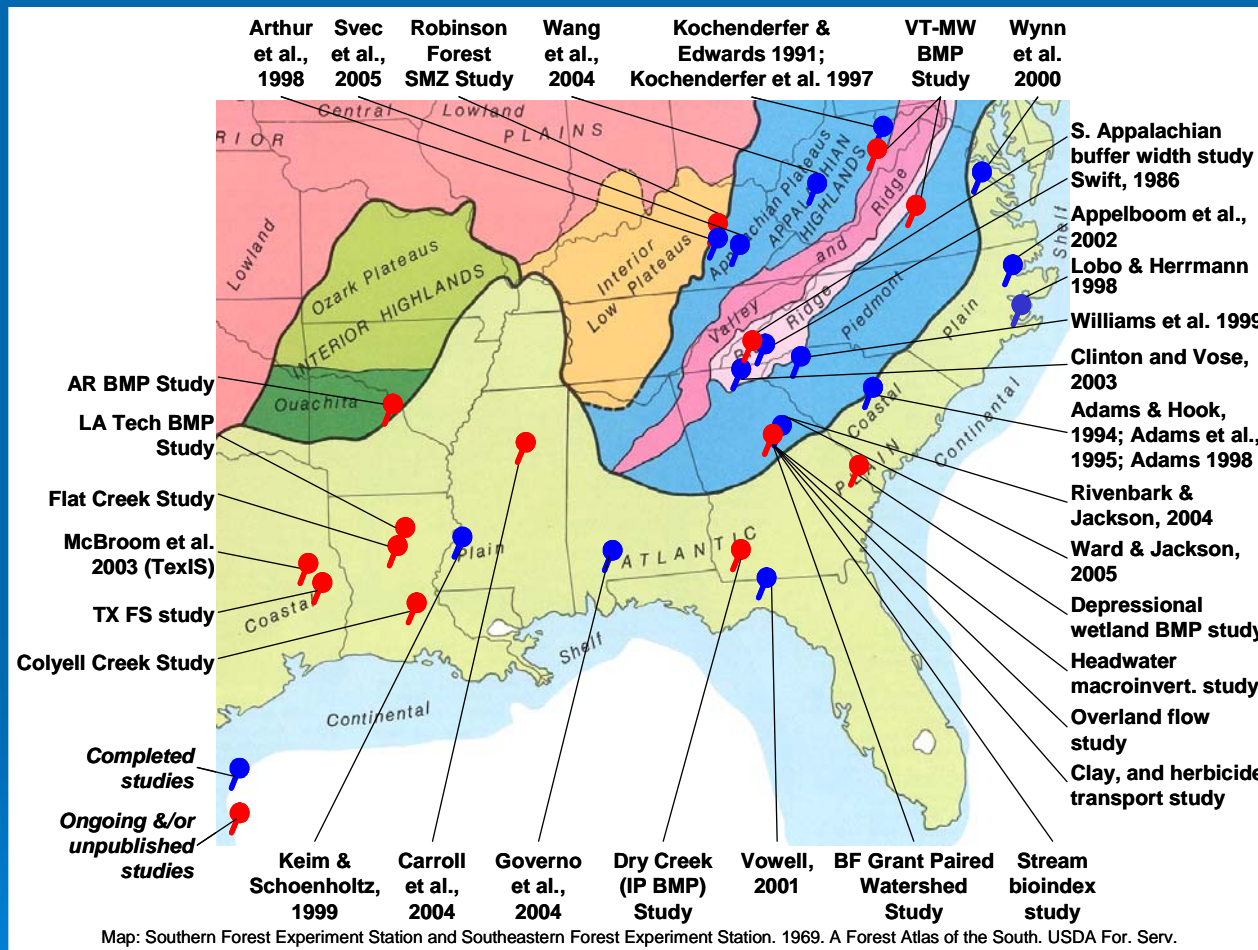 Arthur
et al.,
1998
Svec
et al.,
2005
Robinson
Forest
SMZ Study
Wang
et al.,
2004
Kochenderfer &
Edwards 1991;
Kochenderfer et al. 1997
VT-MW
BMP
Study
Wynn
et al.
2000
S. Appalachian
buffer width study
Swift, 1986
Appelboom et al.,
2002
Lobo & Herrmann
1998
Williams et al. 1999
Clinton and Vose,
2003
Adams & Hook,
1994; Adams et al.,
1995; Adams 1998
Rivenbark &
Jackson, 2004
Ward & Jackson,
2005
Depressional
wetland BMP study
Headwater
macroinvert. study
Overland flow
study
Clay, and herbicide
transport study
AR BMP Study
LA Tech BMP
Study
Flat Creek Study
McBroom et al.
2003 (TexIS)
TX FS study
Colyell Creek Study
Completed
studies
Ongoing &/or
unpublished
studies
Keim &
Schoenholtz,
1999
Carroll
et al.,
2004
Governo
et al.,
2004
Dry Creek
(IP BMP)
Study
Vowell,
2001
BF Grant Paired
Watershed
Study
Stream
bioindex
study
Central Lowland
RIOR PLAINS
Lowland
Ozark Plateaus
INTERIOR HIGHLANDS
Ouachita
Interior
Low Plateaus
Appalachian Plateaus
APPALACHIAN
HIGHLANDS
Valley and Ridge
Ridge
Piedmont
Coastal Plain
ATLANTIC PLAIN
Continental Shelf
Coastal Plain
Continental Shelf
Map: Southern Forest Experiment Station and Southeastern Forest Experiment Station. 1969. A Forest Atlas of the South. USDA For. Serv.